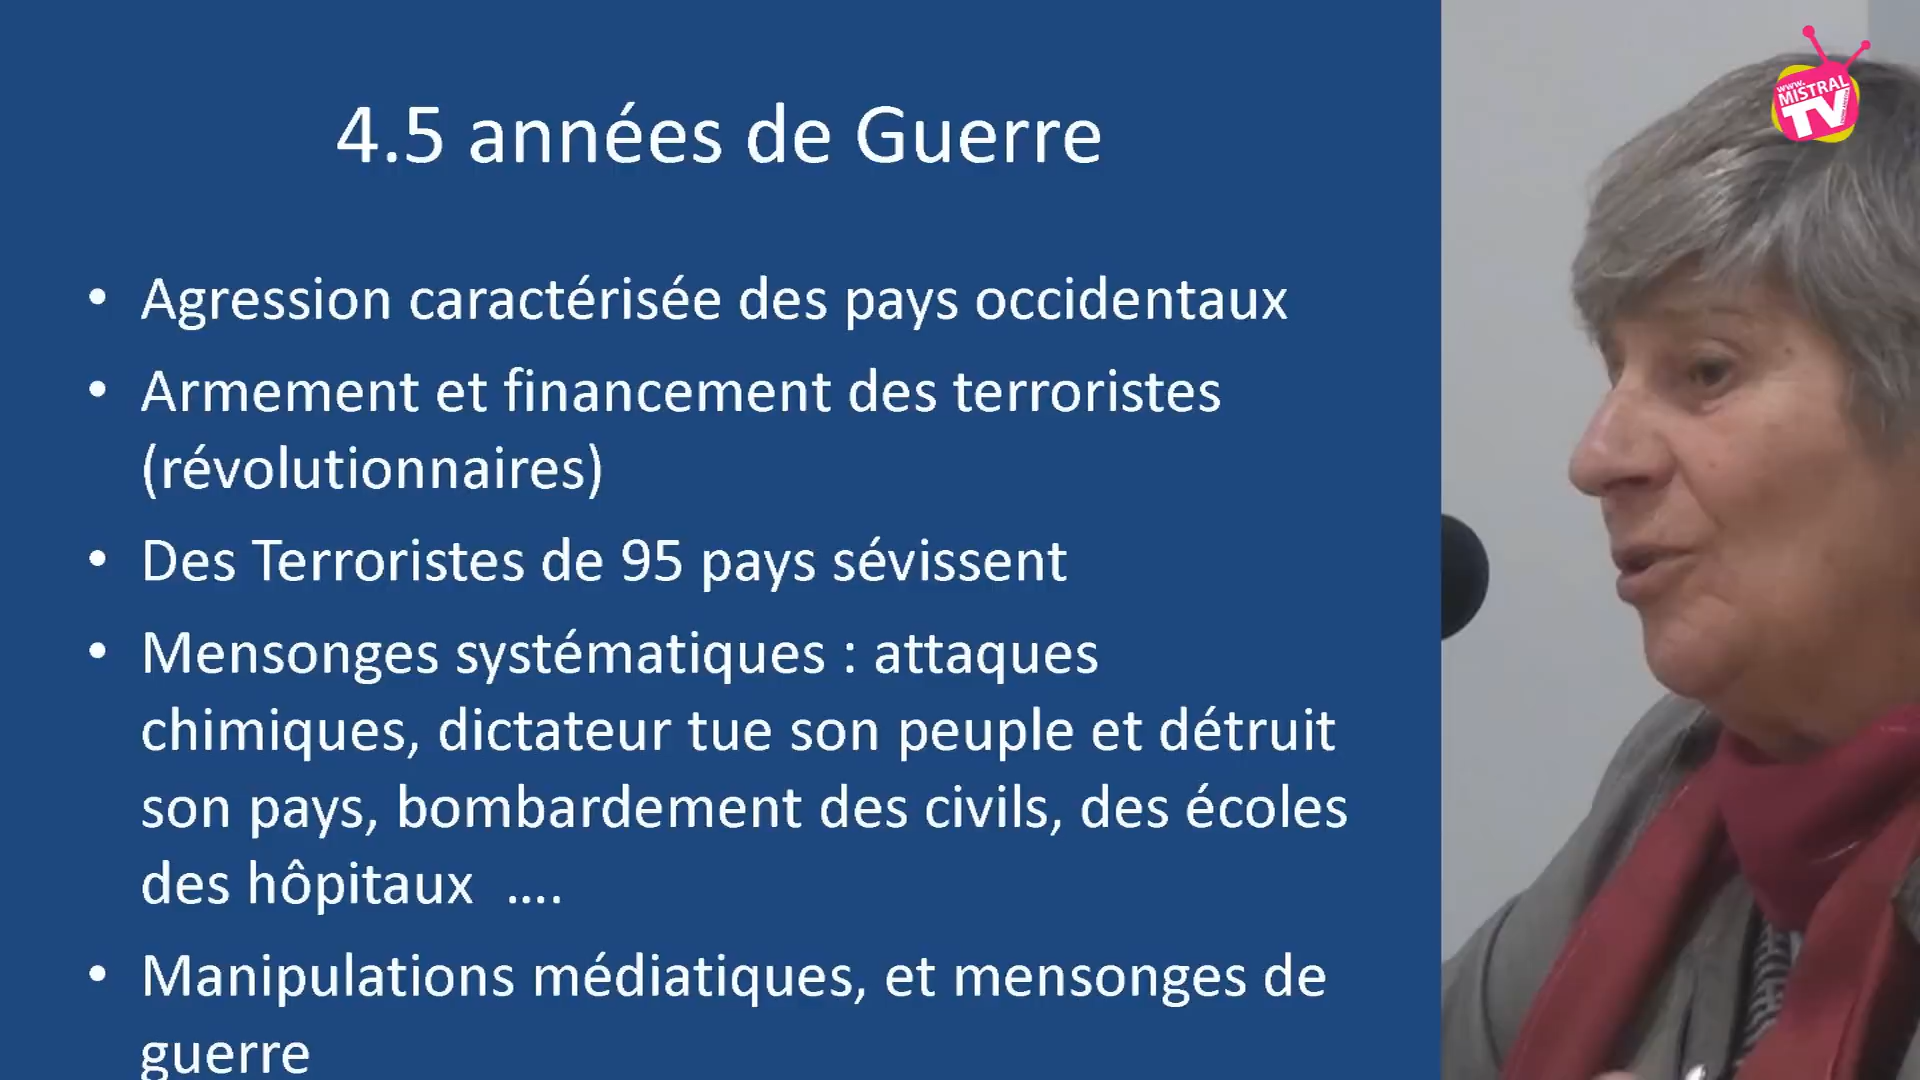 4.5 années de Guerre
• Agression caractérisée des pays occidentaux
• Armement et financement des terroristes
(révolutionnaires)
• Des Terroristes de 95 pays sévissent
• Mensonges systématiques : attaques
chimiques, dictateur tue son peuple et détruit
son pays, bombardement des civils, des écoles
des hôpitaux ....
• Manipulations médiatiques, et mensonges de
guerre
www.
MISTRAL
TV